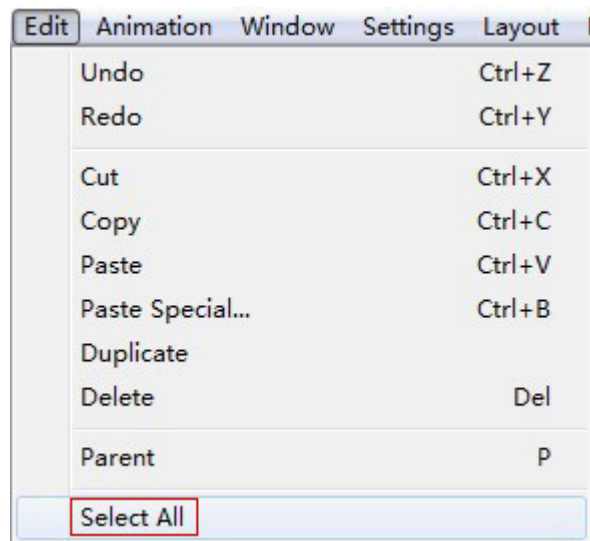 Edit Animation Window Settings Layout
Undo Ctrl+Z
Redo Ctrl+Y
Cut Ctrl+X
Copy Ctrl+C
Paste Ctrl+V
Paste Special... Ctrl+B
Duplicate
Delete Del
Parent P
Select All